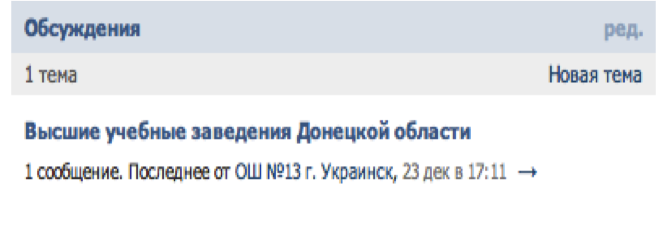 Обсуждения ред.
1 тема Новая тема
Высшие учебные заведения Донецкой области
1 сообщение. Последнее от ОШ №13 г. Украинск, 23 дек в 17:11 →